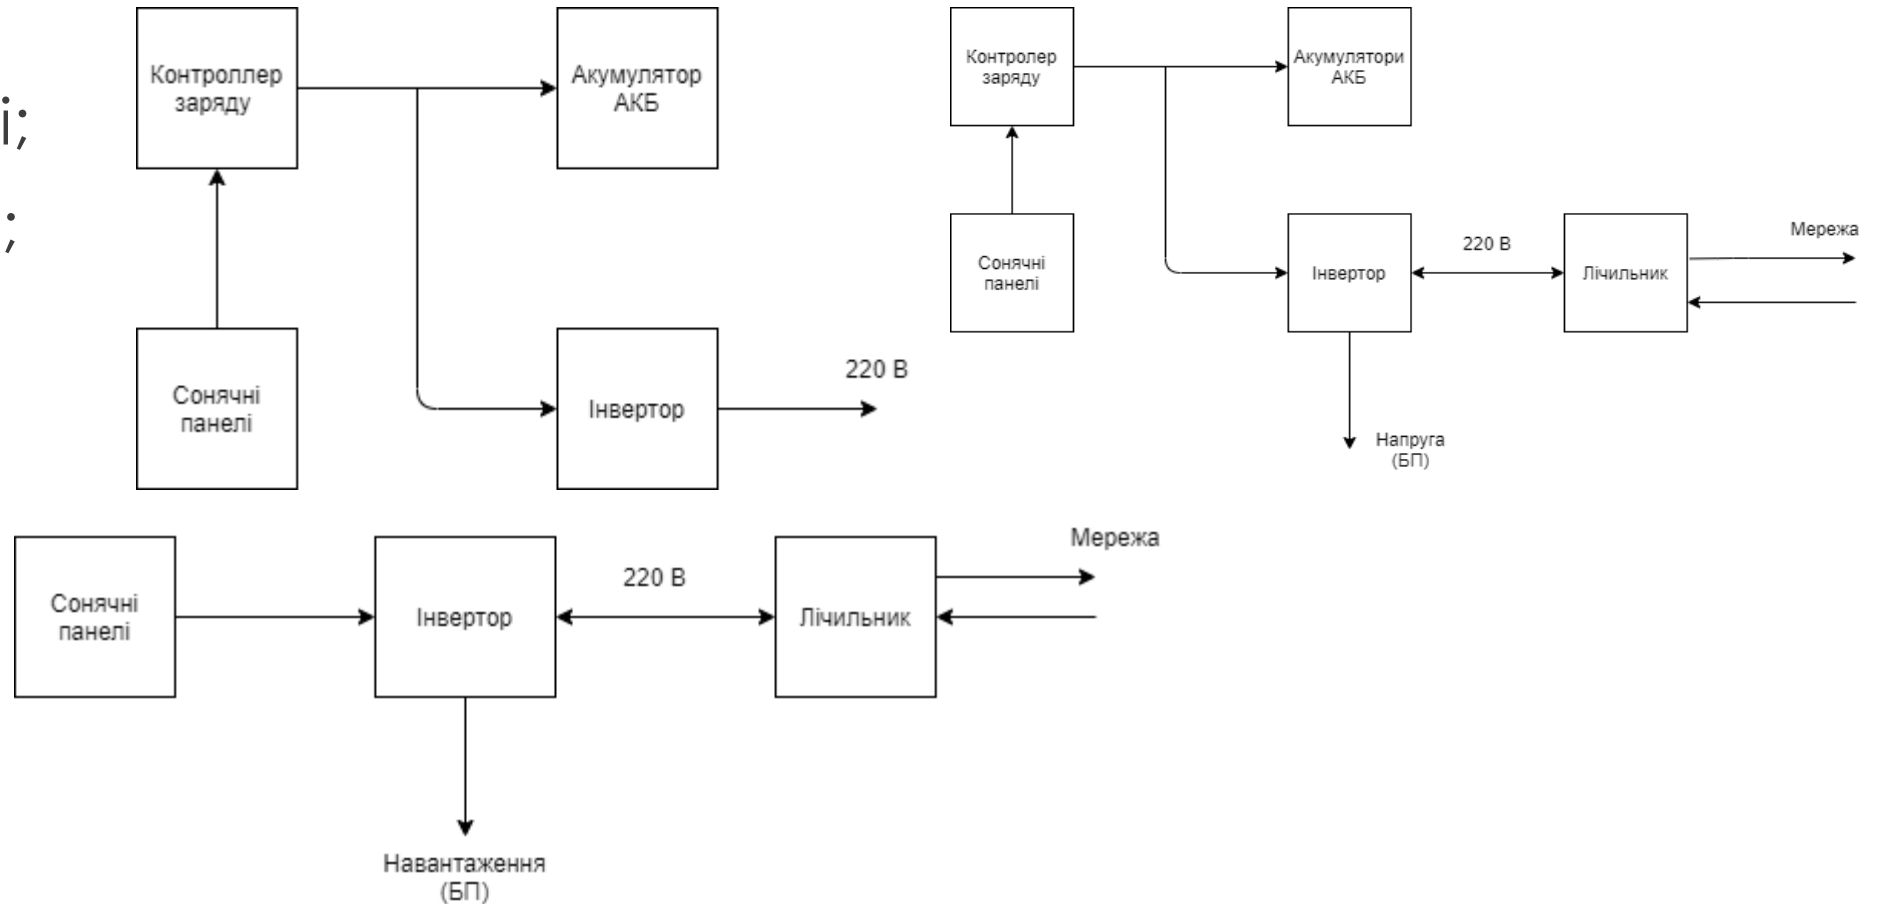 і;
;
Контроллер
заряду
Акумулятор
АКБ
Сонячні
панелі
Інвертор
220 В
Контролер
заряду
Акумулятори
АКБ
Сонячні
панелі
Інвертор
220 В
Лічильник
Мережа
Напруга
(БП)
Сонячні
панелі
Інвертор
220 В
Лічильник
Мережа
Навантаження
(БП)